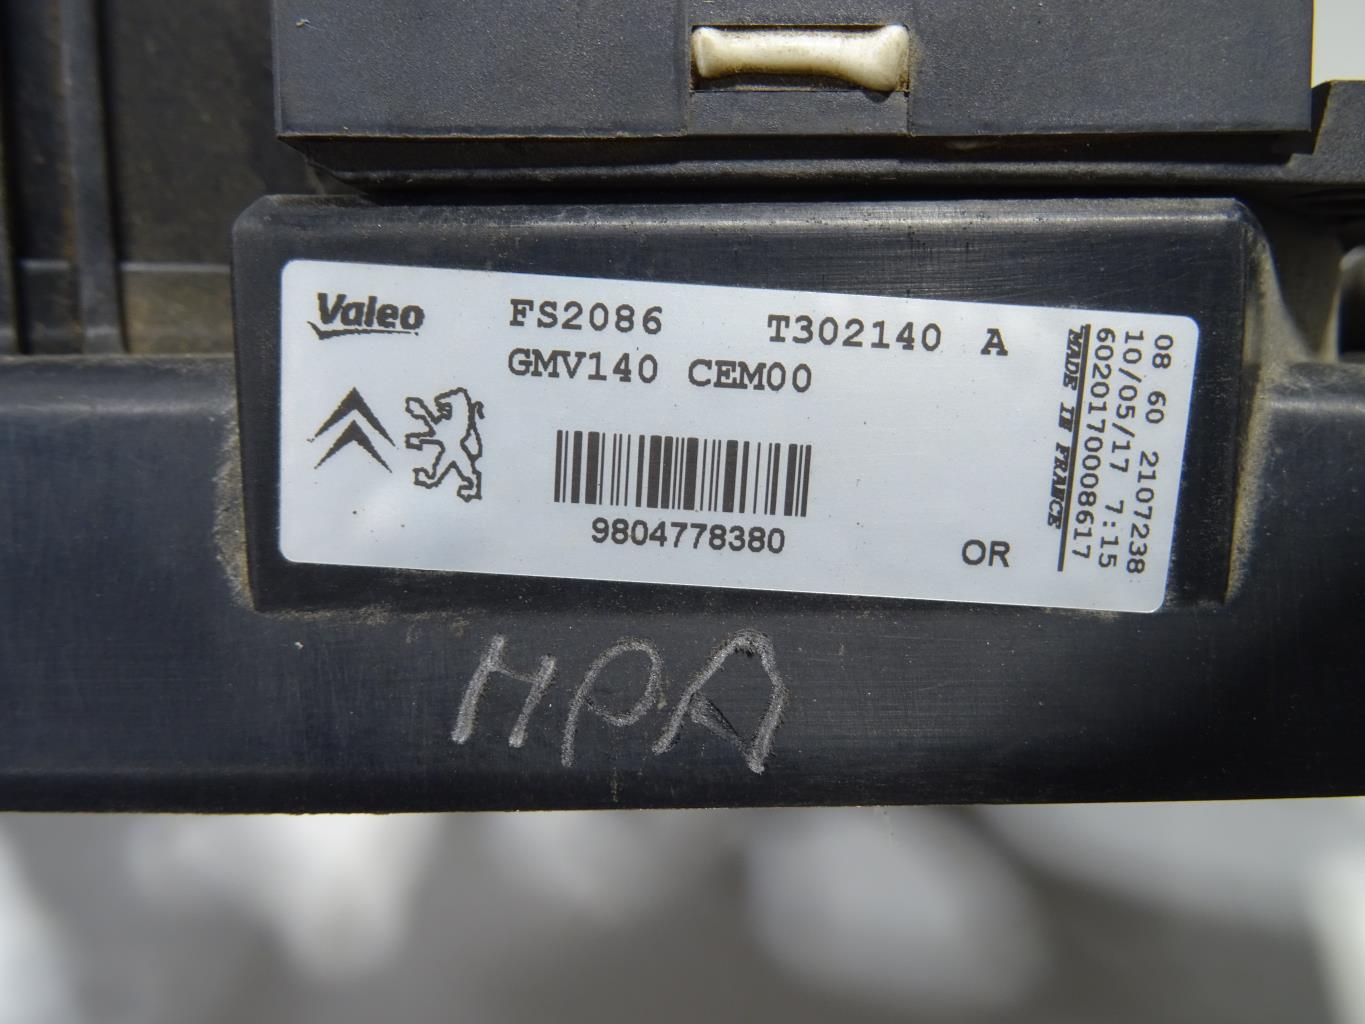 Valeo
FS2086 T302140 A
GMV140 CEM00
9804778380
OR
08 60 2107238
10/05/17 7:15
6020170008617
MADE IN FRANCE
MPA